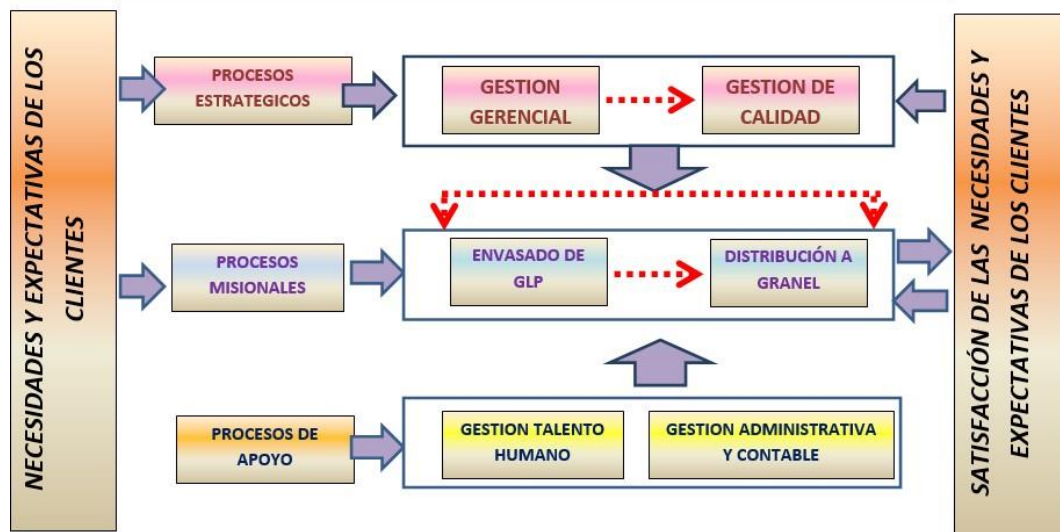 NECESIDADES Y EXPECTATIVAS DE LOS
CLIENTES
PROCESOS
ESTRATEGICOS
GESTION
GERENCIAL
GESTION DE
CALIDAD
PROCESOS
MISIONALES
ENVASADO DE
GLP
DISTRIBUCIÓN A
GRANEL
PROCESOS DE
APOYO
GESTION TALENTO
HUMANO
GESTION ADMINISTRATIVA
Y CONTABLE
SATISFACCIÓN DE LAS NECESIDADES Y
EXPECTATIVAS DE LOS CLIENTES